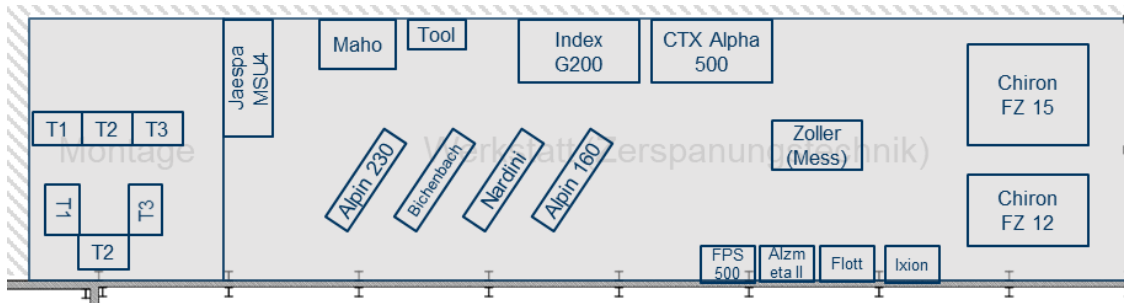 Jaespa
MSU4
Maho
Tool
Index
G200
CTX Alpha
500
Chiron
FZ 15
T1 T2 T3
Zoller
(Mess)
Montage
Werkstatt (Zerspanungstechnik)
Alpin 230
Bichenbach
Nardini
Alpin 160
T1
T3
T2
Chiron
FZ 12
FPS
500
Alzm
eta II
Flott
Ixion